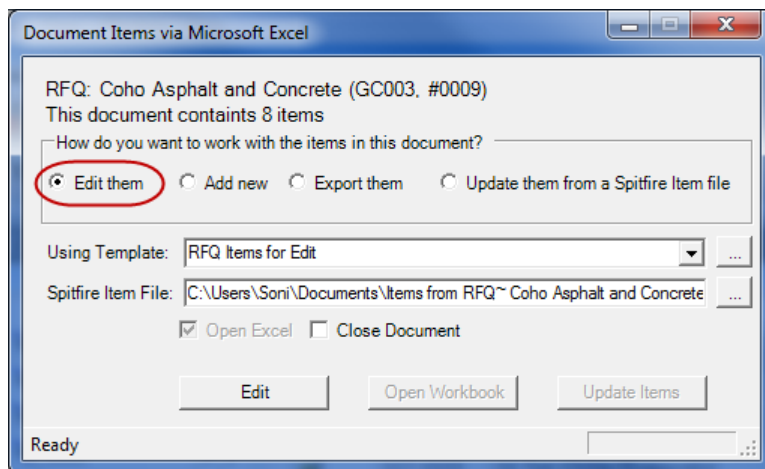 Document Items via Microsoft Excel
RFQ: Coho Asphalt and Concrete (GC003, #0009)
This document containts 8 items
How do you want to work with the items in this document?
Edit them Add new Export them Update them from a Spitfire Item file
Using Template: RFQ Items for Edit ...
Spitfire Item File: C:\Users\Soni\Documents\Items from RFQ~ Coho Asphalt and Concrete ...
Open Excel Close Document
Edit Open Workbook Update Items
Ready